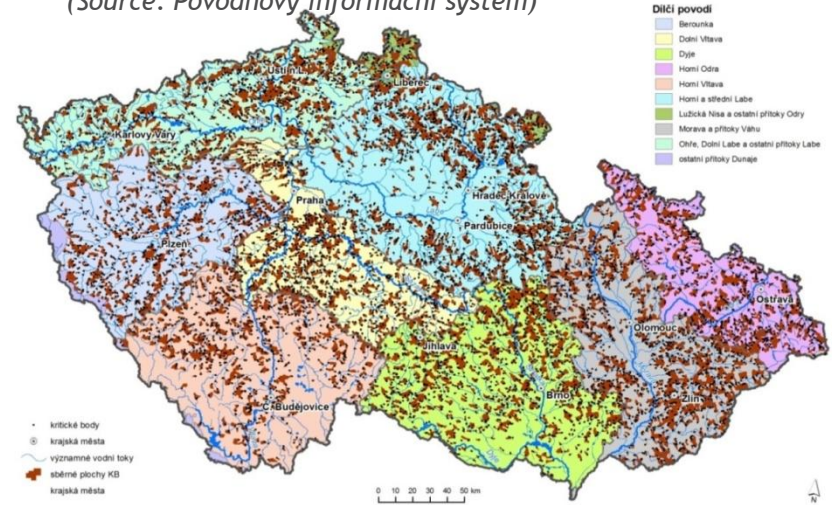 (Source: Povodňový informační systém)
Dílčí povodí
Berounka
Dolní Vltava
Dyje
Horní Odra
Horní Vltava
Horní a střední Labe
Lužická Nisa a ostatní přítoky Odry
Morava a přítoky Váhu
Ohře, Dolní Labe a ostatní přítoky Labe
ostatní přítoky Dunaje
Ústí n.L.
Liberec
Karlovy Vary
Praha
Hradec Králové
Pardubice
Plzeň
Ostrava
Olomouc
Jihlava
Brno
Zlín
Č. Budějovice
kritické body
krajská města
významné vodní toky
sběrné plochy KB
krajská města
0 10 20 30 40 50 km
N